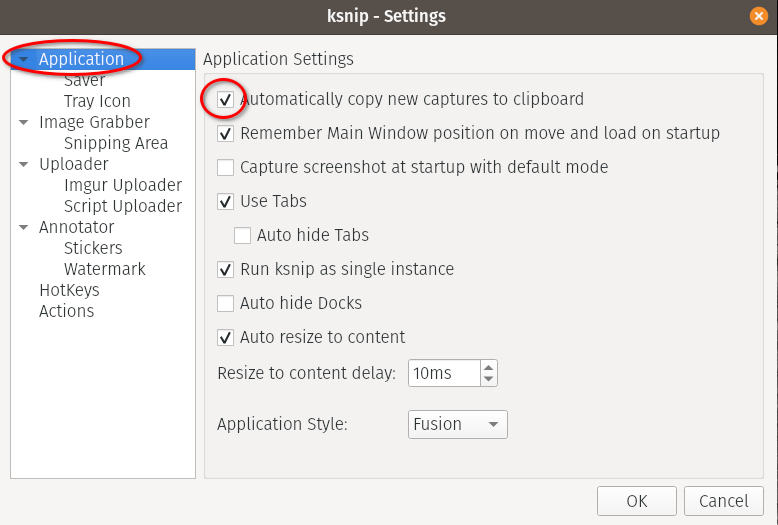 ksnip - Settings
Application
Saver
Tray Icon
Image Grabber
Snipping Area
Uploader
Imgur Uploader
Script Uploader
Annotator
Stickers
Watermark
HotKeys
Actions
Application Settings
Automatically copy new captures to clipboard
Remember Main Window position on move and load on startup
Capture screenshot at startup with default mode
Use Tabs
Auto hide Tabs
Run ksnip as single instance
Auto hide Docks
Auto resize to content
Resize to content delay: 10ms
Application Style: Fusion
OK Cancel